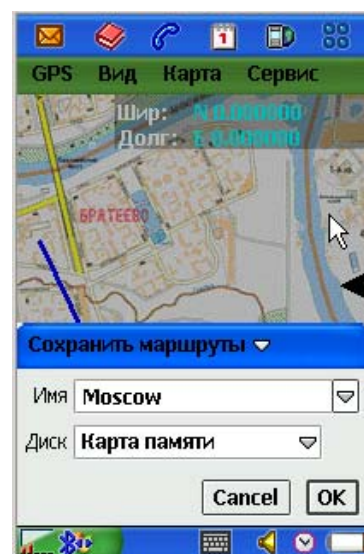 1
GPS Вид Карта Сервис
Шир: N 0.000000
Долг: E 0.000000
БРАТЕЕВО
Сохранить маршруты
Имя Moscow
Диск Карта памяти
Cancel OK